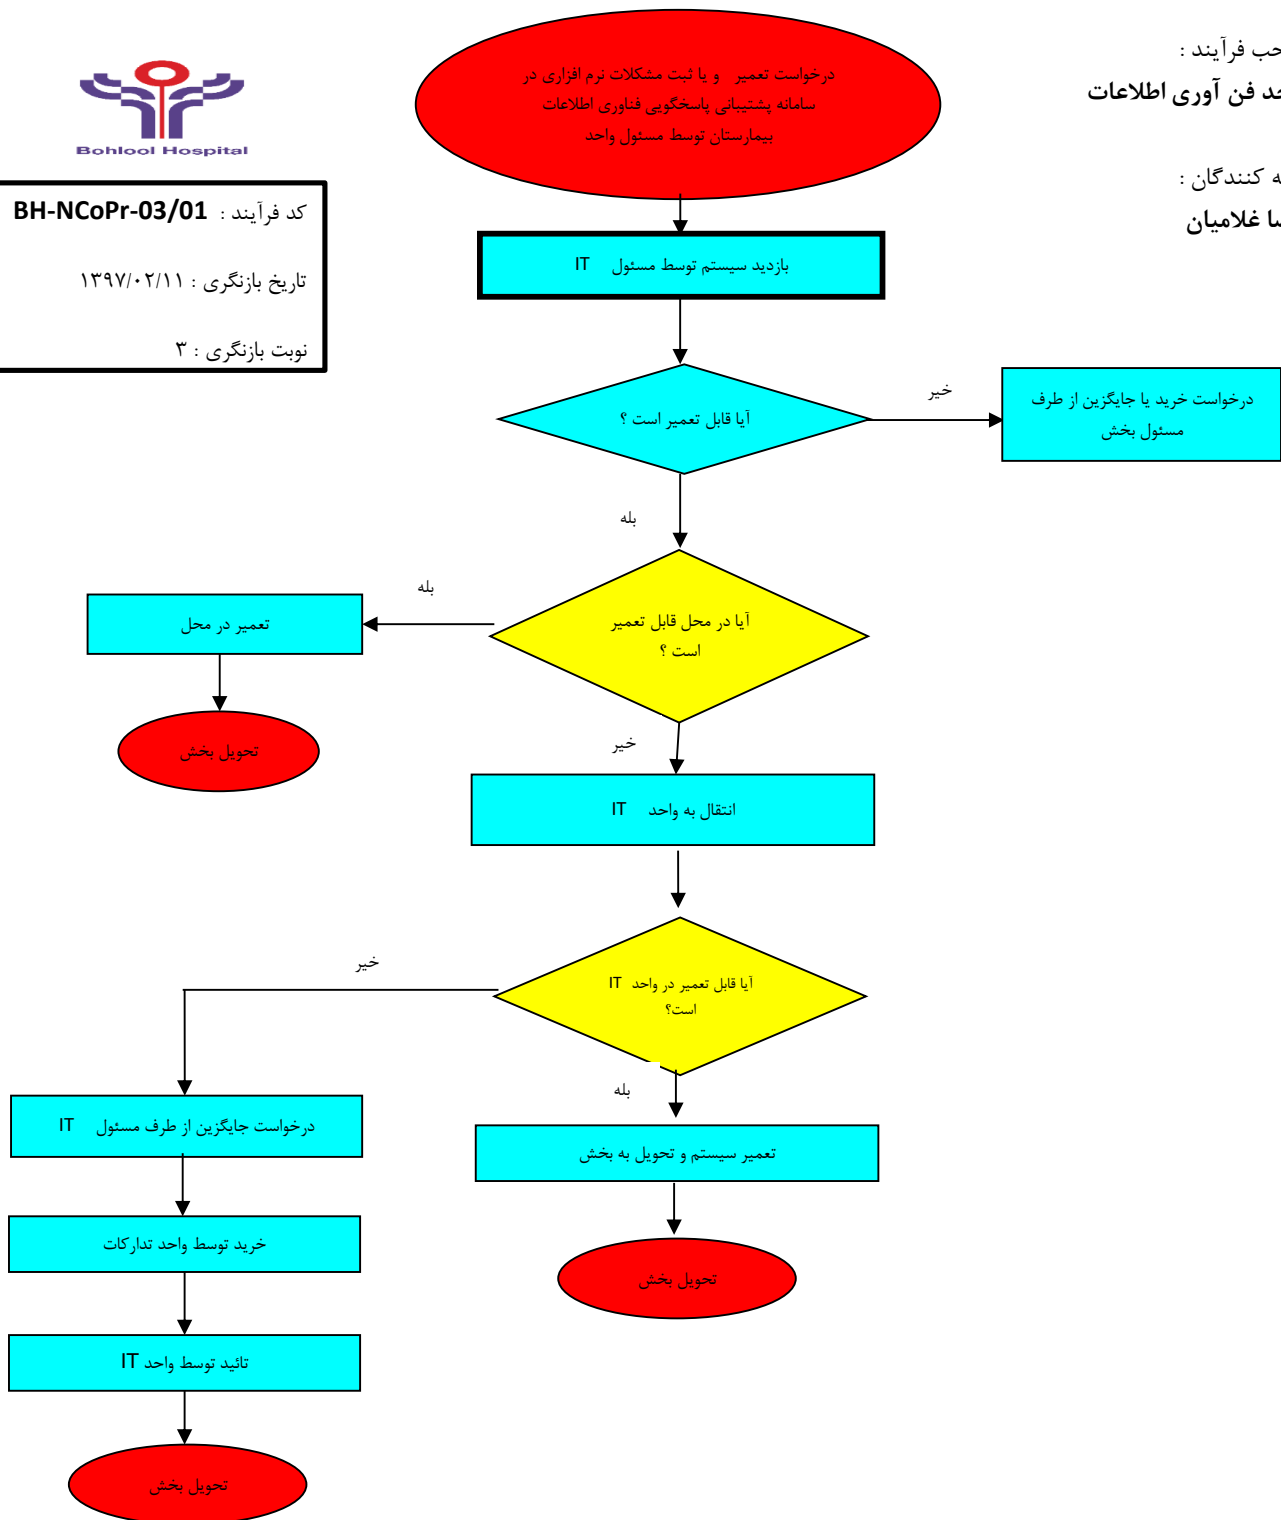 حب فرآیند :
حد فن آوری اطلاعات
ه کنندگان :
ضا غلامیان
Bohlool Hospital
کد فرآیند : BH-NCoPr-03/01
تاریخ بازنگری : ۱۳۹۷/۰۲/۱۱
نوبت بازنگری : ۳
درخواست تعمیر و یا ثبت مشکلات نرم افزاری در
سامانه پشتیبانی پاسخگویی فناوری اطلاعات
بیمارستان توسط مسئول واحد
بازدید سیستم توسط مسئول IT
آیا قابل تعمیر است ؟
خیر
درخواست خرید یا جایگزین از طرف
مسئول بخش
بله
آیا در محل قابل تعمیر
است ؟
بله
تعمیر در محل
تحویل بخش
خیر
انتقال به واحد IT
آیا قابل تعمیر در واحد IT
است؟
خیر
بله
درخواست جایگزین از طرف مسئول IT
تعمیر سیستم و تحویل به بخش
خرید توسط واحد تدارکات
تحویل بخش
تائید توسط واحد IT
تحویل بخش